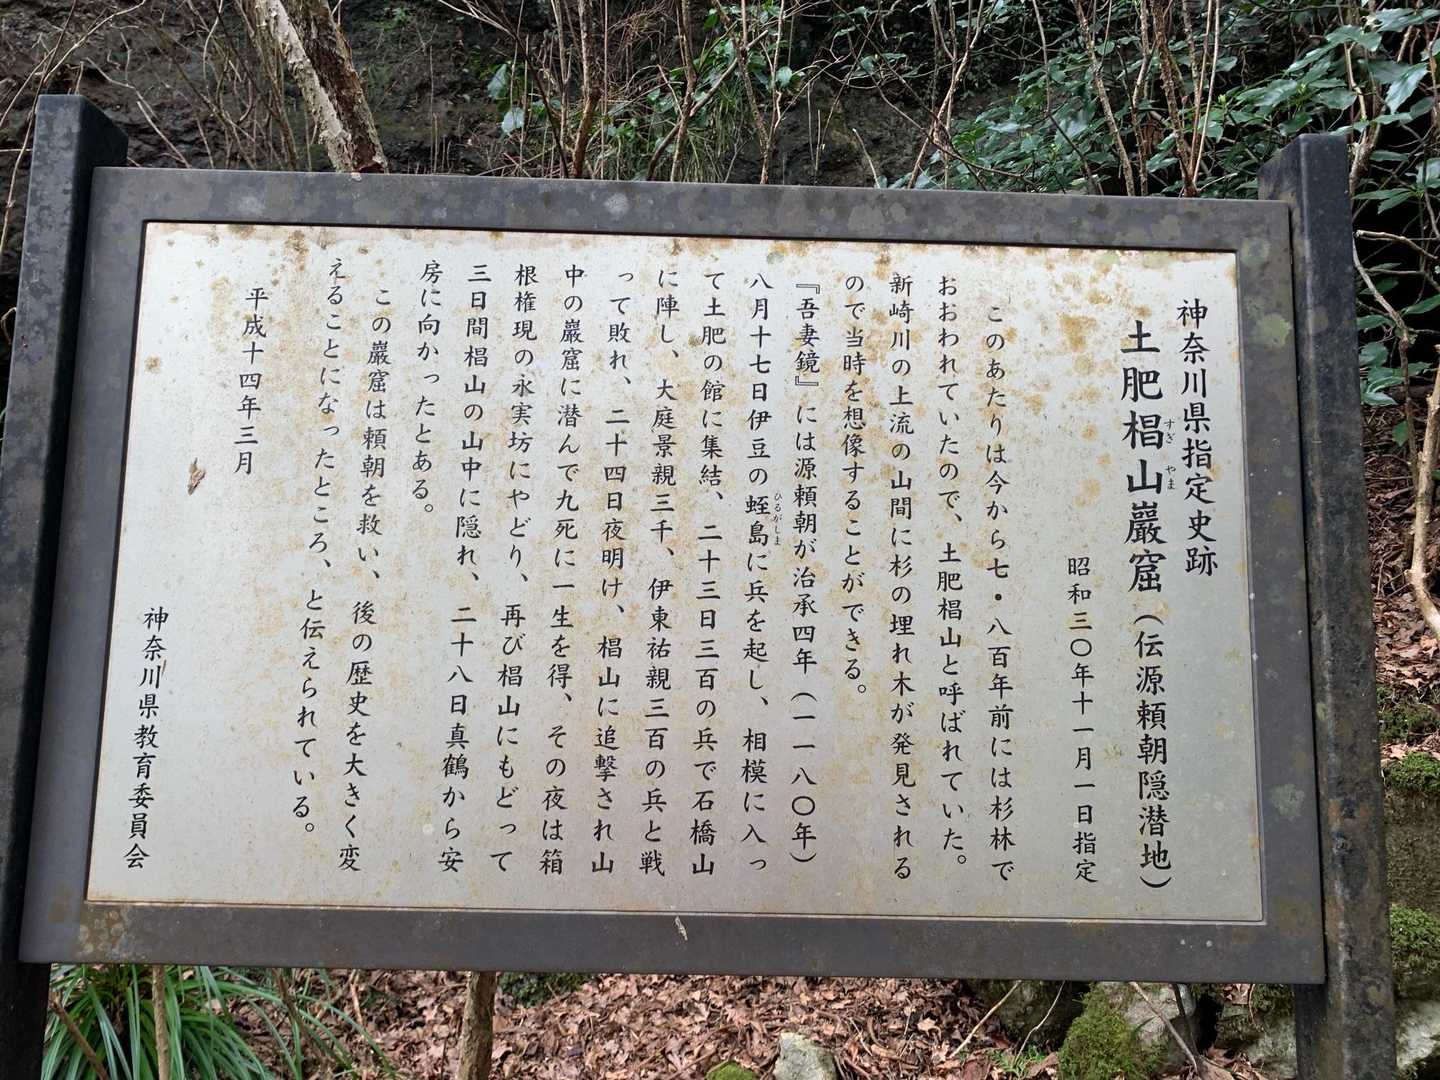 神奈川県指定史跡
土肥椙山巖窟（伝源頼朝隠潜地）
すぎ やま
昭和三〇年十一月一日指定
このあたりは今から七・八百年前には杉林で
おおわれていたので、土肥椙山と呼ばれていた。
新崎川の上流の山間に杉の埋れ木が発見される
ので当時を想像することができる。
『吾妻鏡』には源頼朝が治承四年（一一八〇年）
八月十七日伊豆の蛭島に兵を起し、相模に入っ
ひるがしま
て土肥の館に集結、二十三日三百の兵で石橋山
に陣し、大庭景親三千、伊東祐親三百の兵と戦
って敗れ、二十四日夜明け、椙山に追撃され山
中の巖窟に潜んで九死に一生を得、その夜は箱
根権現の永実坊にやどり、再び椙山にもどって
三日間椙山の山中に隠れ、二十八日真鶴から安
房に向かったとある。
この巖窟は頼朝を救い、後の歴史を大きく変
えることになったところ、と伝えられている。
平成十四年三月
神奈川県教育委員会